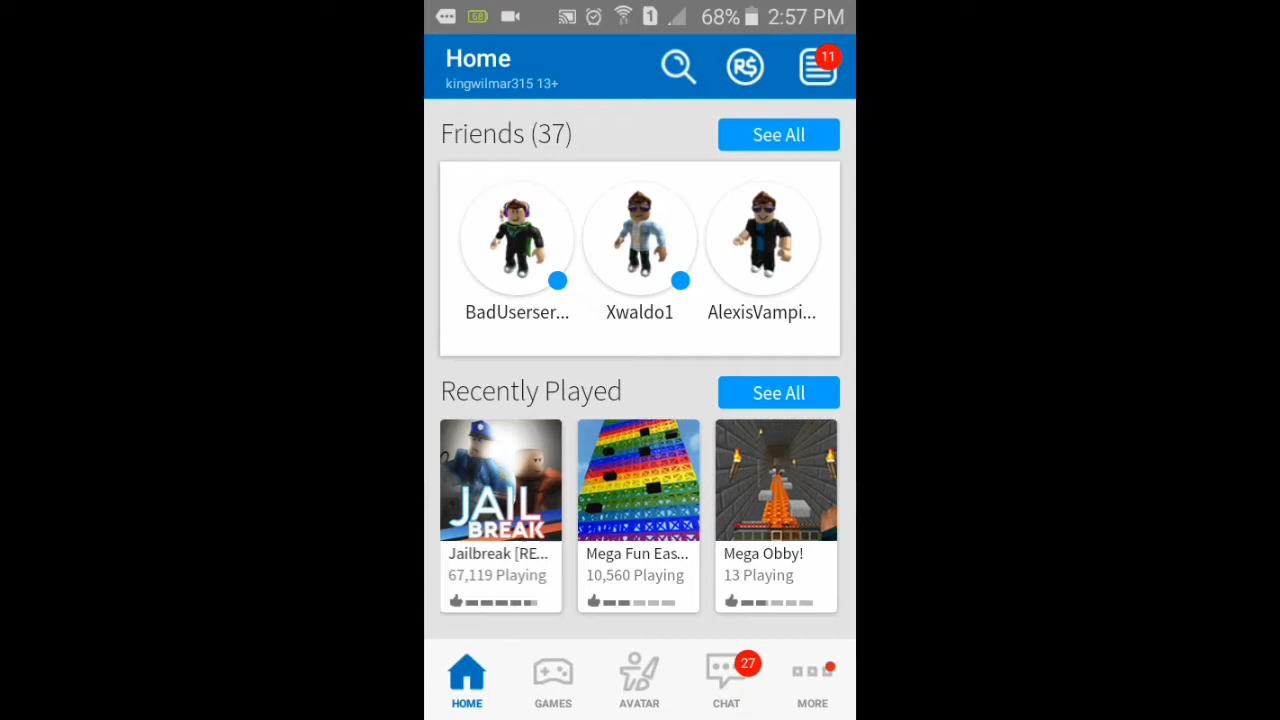 68 1 68% 2:57 PM
Home
kingwilmar315 13+
R$
11
Friends (37)
See All
BadUserser...
Xwaldo1
AlexisVampi...
Recently Played
See All
JAIL
BREAK
Jailbreak [RE...
67,119 Playing
Mega Fun Eas...
10,560 Playing
Mega Obby!
13 Playing
27
HOME
GAMES
AVATAR
CHAT
MORE